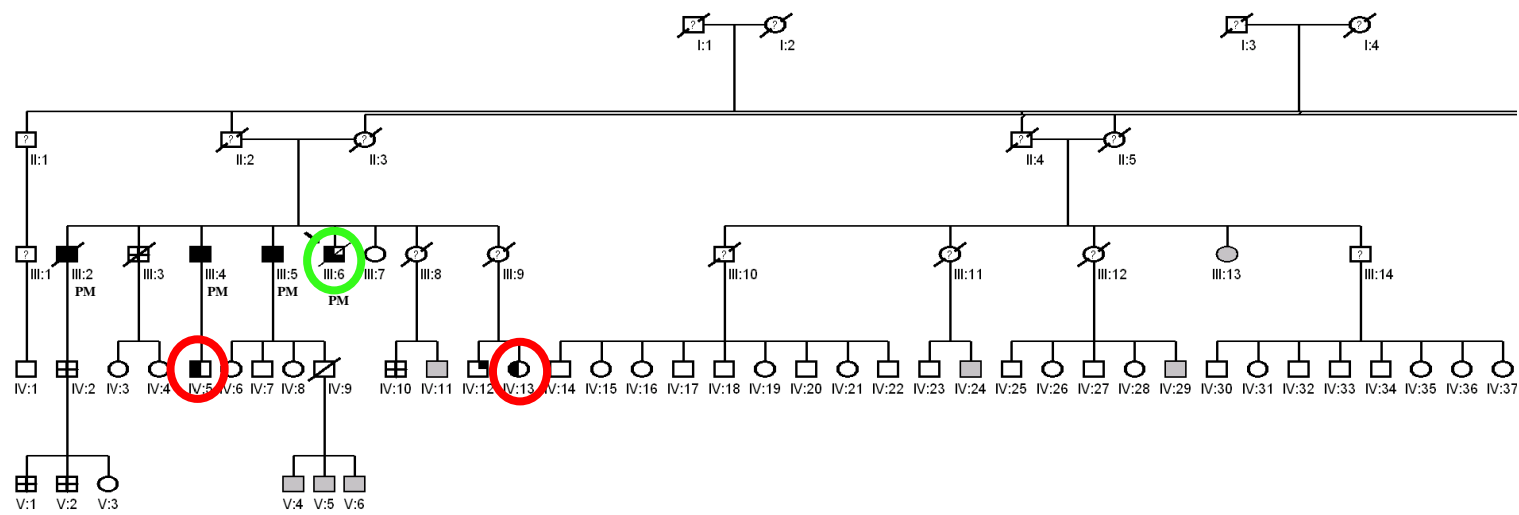 ? ? ? ?
I:1 I:2 I:3 I:4
? ? ? ? ?
II:1 II:2 II:3 II:4 II:5
? ? ? ? ? ? ?
III:1 III:2 III:3 III:4 III:5 III:6 III:7 III:8 III:9 III:10 III:11 III:12 III:13 III:14
PM PM PM PM
IV:1 IV:2 IV:3 IV:4 IV:5 IV:6 IV:7 IV:8 IV:9 IV:10 IV:11 IV:12 IV:13 IV:14 IV:15 IV:16 IV:17 IV:18 IV:19 IV:20 IV:21 IV:22 IV:23 IV:24 IV:25 IV:26 IV:27 IV:28 IV:29 IV:30 IV:31 IV:32 IV:33 IV:34 IV:35 IV:36 IV:37
V:1 V:2 V:3 V:4 V:5 V:6